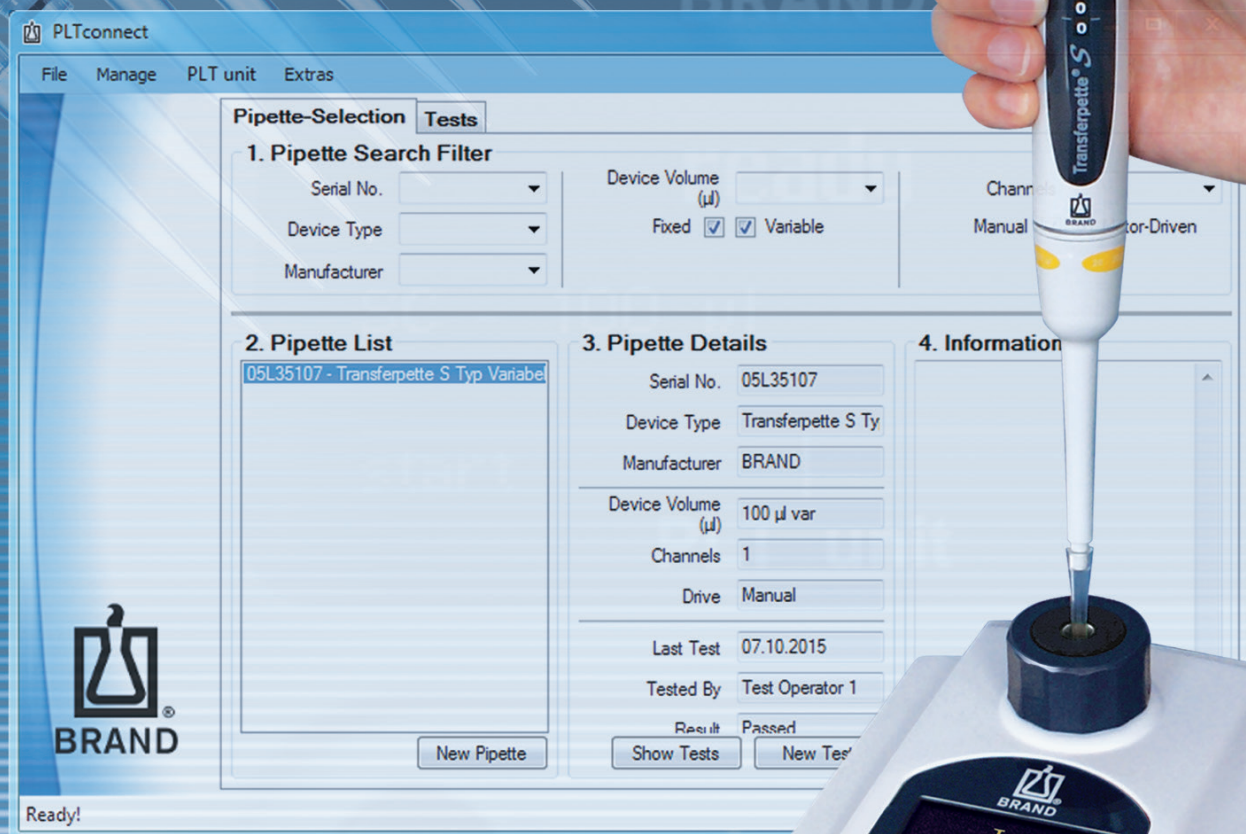 PLTconnect
File Manage PLT unit Extras
Pipette-Selection Tests
1. Pipette Search Filter
Serial No.
Device Type
Manufacturer
Device Volume
(µl)
Fixed Variable
Manual
2. Pipette List
05L35107 - Transferpette S Typ Variabel
3. Pipette Details
Serial No. 05L35107
Device Type Transferpette S Ty
Manufacturer BRAND
Device Volume
(µl) 100 µl var
Channels 1
Drive Manual
Last Test 07.10.2015
Tested By Test Operator 1
Result Passed
4. Information
New Pipette
Show Tests
New Test
BRAND
®
Ready!
0
0
Transferpette® S
BRAND
BRAND